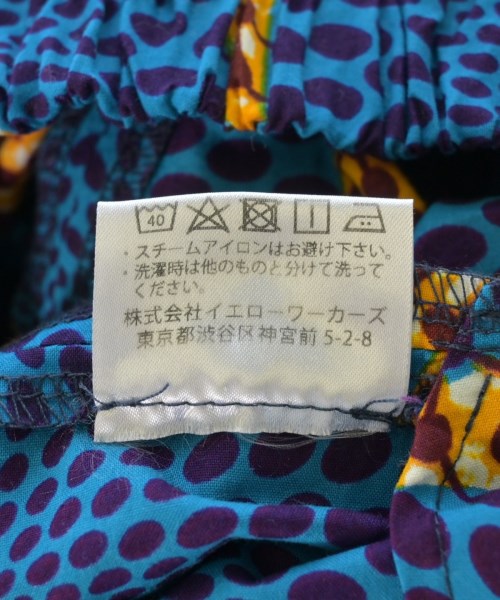 40
・スチームアイロンはお避け下さい。
・洗濯時は他のものと分けて洗って
ください。
株式会社イエローワーカーズ
東京都渋谷区神宮前 5-2-8